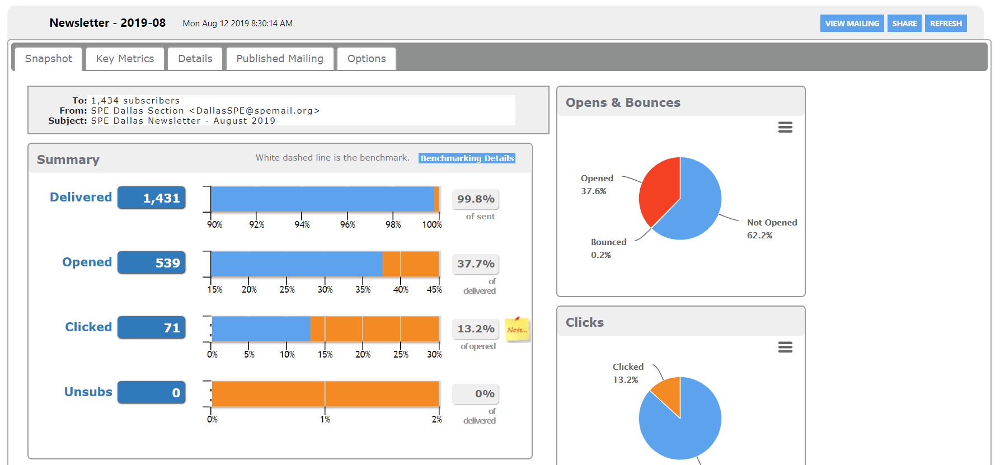 Newsletter - 2019-08 Mon Aug 12 2019 8:30:14 AM
VIEW MAILING SHARE REFRESH
Snapshot Key Metrics Details Published Mailing Options
To: 1,434 subscribers
From: SPE Dallas Section <DallasSPE@spemail.org>
Subject: SPE Dallas Newsletter - August 2019
Summary White dashed line is the benchmark. Benchmarking Details
Delivered 1,431 99.8%
of sent
90% 92% 94% 96% 98% 100%
Opened 539 37.7%
of
delivered
15% 20% 25% 30% 35% 40% 45%
Clicked 71 13.2% Note...
of opened
0% 5% 10% 15% 20% 25% 30%
Unsubs 0 0%
of
delivered
0% 1% 2%
Opens & Bounces
Opened
37.6%
Not Opened
62.2%
Bounced
0.2%
Clicks
Clicked
13.2%